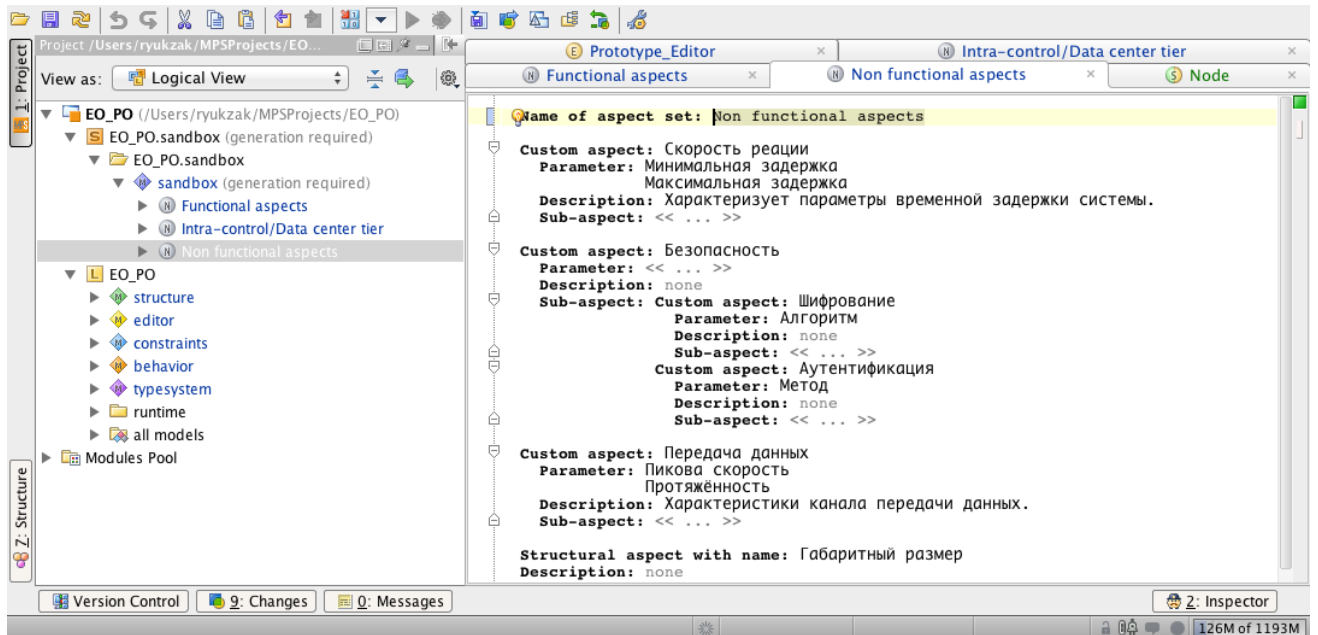 Project /Users/ryukzak/MPSProjects/EO...
View as: Logical View
1: Project
MPS
Z: Structure
EO_PO (/Users/ryukzak/MPSProjects/EO_PO)
EO_PO.sandbox (generation required)
EO_PO.sandbox
sandbox (generation required)
Functional aspects
Intra-control/Data center tier
Non functional aspects
EO_PO
structure
editor
constraints
behavior
typesystem
runtime
all models
Modules Pool
Prototype_Editor
Intra-control/Data center tier
Functional aspects
Non functional aspects
Node
Name of aspect set: Non functional aspects
Custom aspect: Скорость реакции
Parameter: Минимальная задержка
Максимальная задержка
Description: Характеризует параметры временной задержки системы.
Sub-aspect: << ... >>
Custom aspect: Безопасность
Parameter: << ... >>
Description: none
Sub-aspect: Custom aspect: Шифрование
Parameter: Алгоритм
Description: none
Sub-aspect: << ... >>
Custom aspect: Аутентификация
Parameter: Метод
Description: none
Sub-aspect: << ... >>
Custom aspect: Передача данных
Parameter: Пикова скорость
Протяжённость
Description: Характеристики канала передачи данных.
Sub-aspect: << ... >>
Structural aspect with name: Габаритный размер
Description: none
Version Control
9: Changes
0: Messages
2: Inspector
126M of 1193M